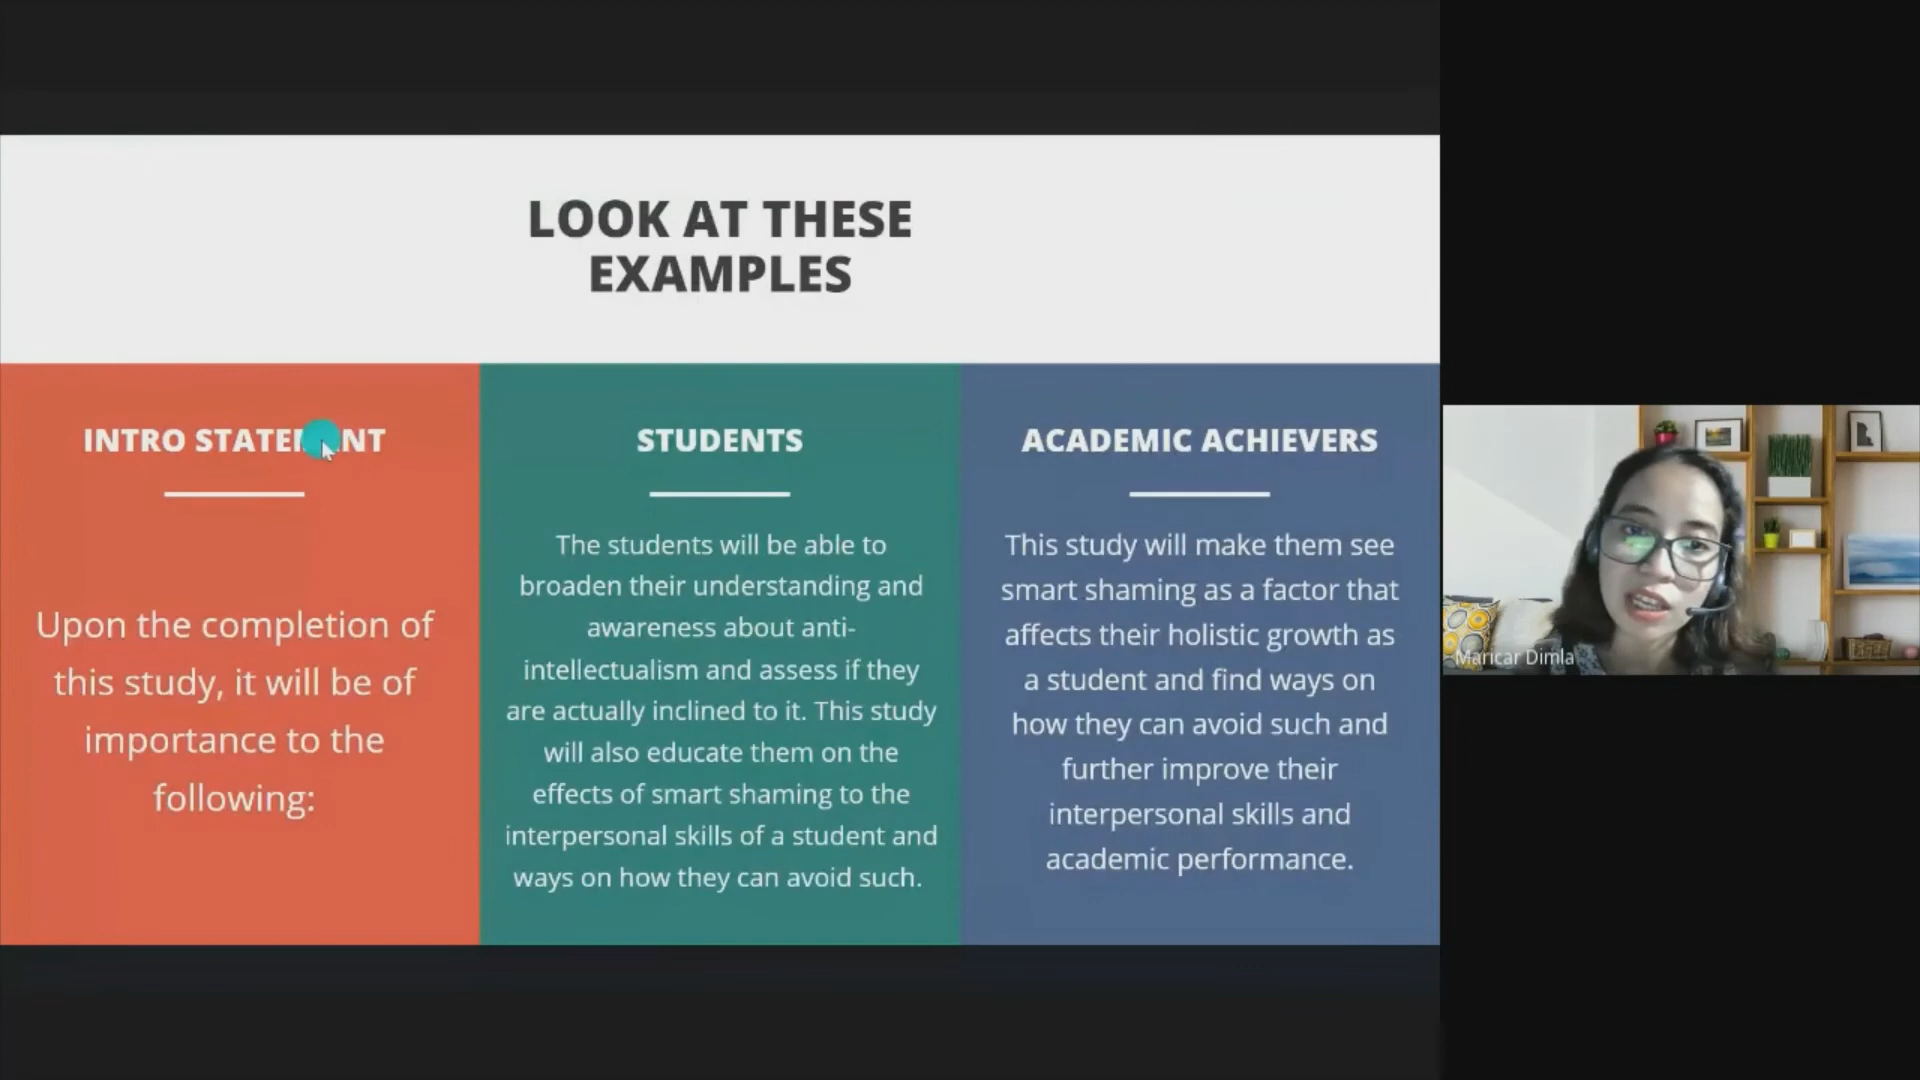 LOOK AT THESE
EXAMPLES
INTRO STATEMENT
Upon the completion of
this study, it will be of
importance to the
following:
STUDENTS
The students will be able to
broaden their understanding and
awareness about anti-
intellectualism and assess if they
are actually inclined to it. This study
will also educate them on the
effects of smart shaming to the
interpersonal skills of a student and
ways on how they can avoid such.
ACADEMIC ACHIEVERS
This study will make them see
smart shaming as a factor that
affects their holistic growth as
a student and find ways on
how they can avoid such and
further improve their
interpersonal skills and
academic performance.
Maricar Dimla